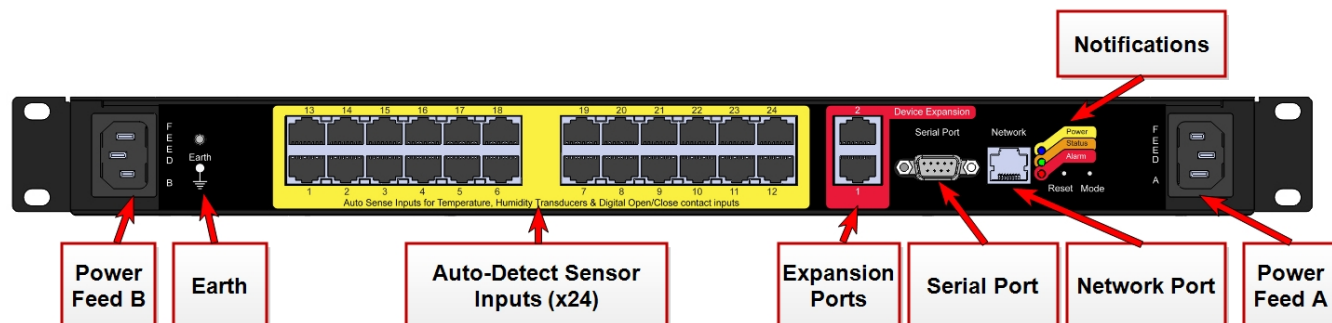 Notifications
13 14 15 16 17 18 19 20 21 22 23 24
2 Device Expansion
FEED B
Earth
Serial Port
Network
Power
Status
Alarm
Reset Mode
FEED A
1 2 3 4 5 6 7 8 9 10 11 12
1
Auto Sense Inputs for Temperature, Humidity Transducers & Digital Open/Close contact inputs
Power
Feed B
Earth
Auto-Detect Sensor
Inputs (x24)
Expansion
Ports
Serial Port
Network Port
Power
Feed A